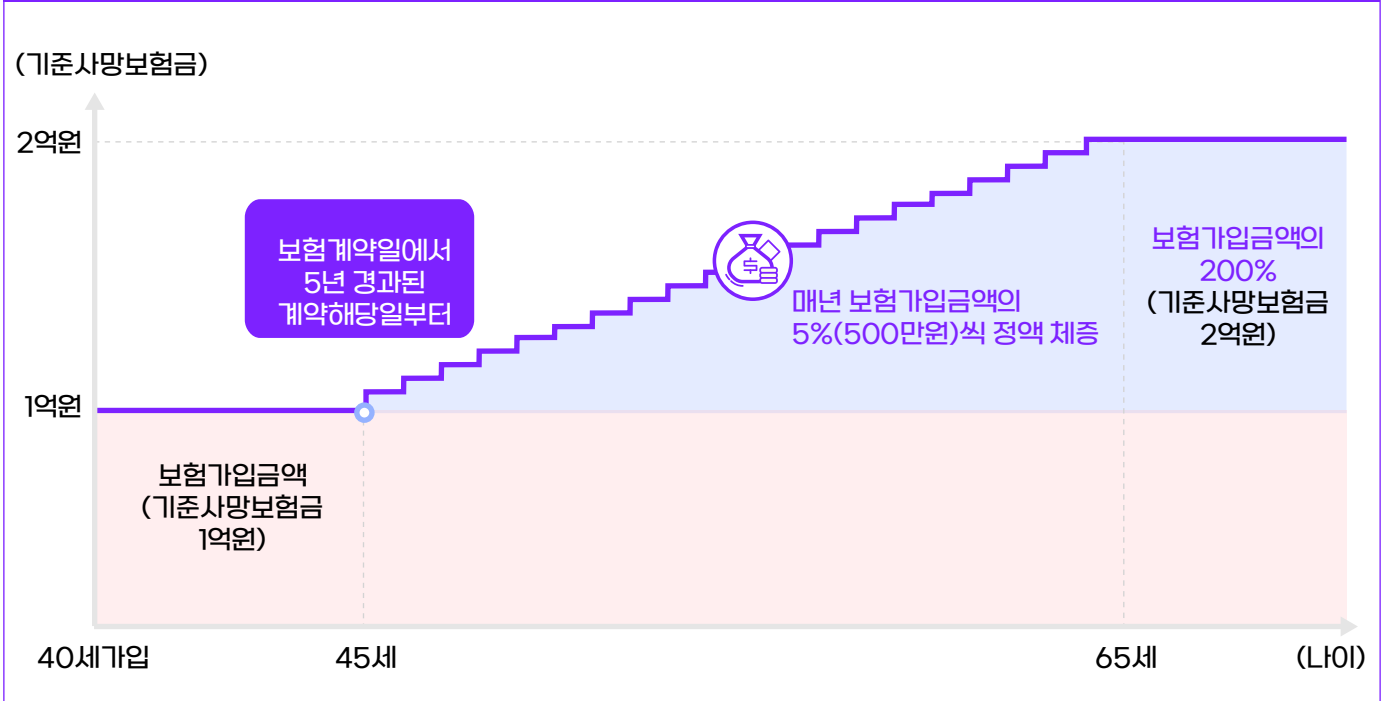 (기준사망보험금)
2억원
보험계약일에서
5년 경과된
계약해당일부터
보험가입금액의
200%
(기준사망보험금
2억원)
$
매년 보험가입금액의
5%(500만원)씩 정액 체증
1억원
보험가입금액
(기준사망보험금
1억원)
40세가입
45세
65세
(나이)